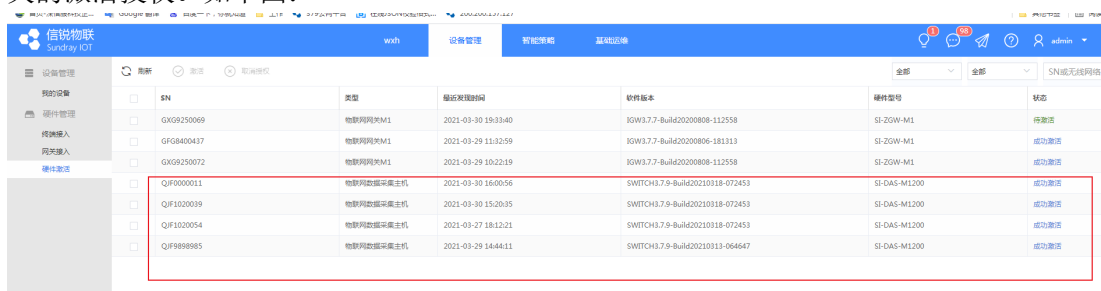 信锐物联
Sundray IOT
wxh 设备管理 智能策略 基础运维 1 98 admin
设备管理
我的设备
硬件管理
终端接入
网关接入
硬件激活
刷新 激活 取消授权 全部 全部 SN或无线网络
SN 类型 最近发现时间 软件版本 硬件型号 状态
GXG9250069 物联网网关M1 2021-03-30 19:33:40 IGW3.7.7-Build20200808-112558 SI-ZGW-M1 待激活
GFG8400437 物联网网关M1 2021-03-29 11:32:59 IGW3.7.7-Build20200806-181313 SI-ZGW-M1 成功激活
GXG9250072 物联网网关M1 2021-03-29 10:22:19 IGW3.7.7-Build20200808-112558 SI-ZGW-M1 成功激活
QJF0000011 物联网数据采集主机 2021-03-30 16:00:56 SWITCH3.7.9-Build20210318-072453 SI-DAS-M1200 成功激活
QJF1020039 物联网数据采集主机 2021-03-30 15:20:35 SWITCH3.7.9-Build20210318-072453 SI-DAS-M1200 成功激活
QJF1020054 物联网数据采集主机 2021-03-27 18:12:21 SWITCH3.7.9-Build20210318-072453 SI-DAS-M1200 成功激活
QJF9898985 物联网数据采集主机 2021-03-29 14:44:11 SWITCH3.7.9-Build20210313-064647 SI-DAS-M1200 成功激活